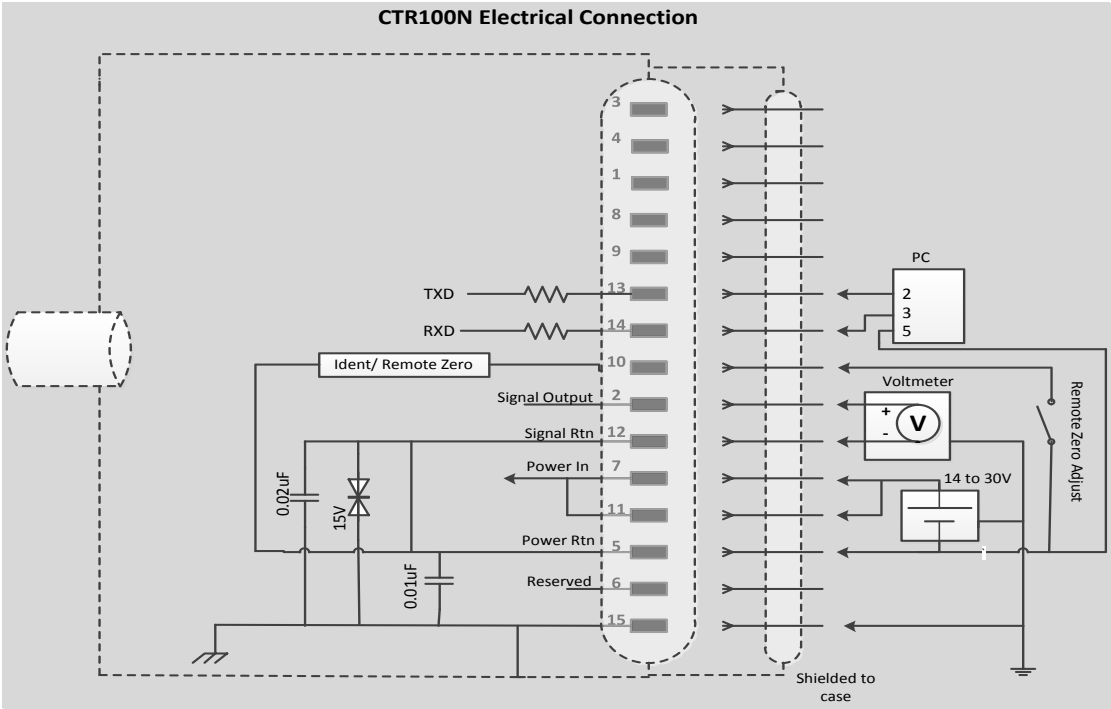 CTR100N Electrical Connection
3
4
1
8
9
PC
TXD
13
2
3
RXD
14
5
Ident/ Remote Zero
10
Voltmeter
Signal Output
2
+
V
-
Signal Rtn
12
Remote Zero Adjust
Power In
7
14 to 30V
0.02uF
15V
11
Power Rtn
5
0.01uF
Reserved
6
15
Shielded to
case